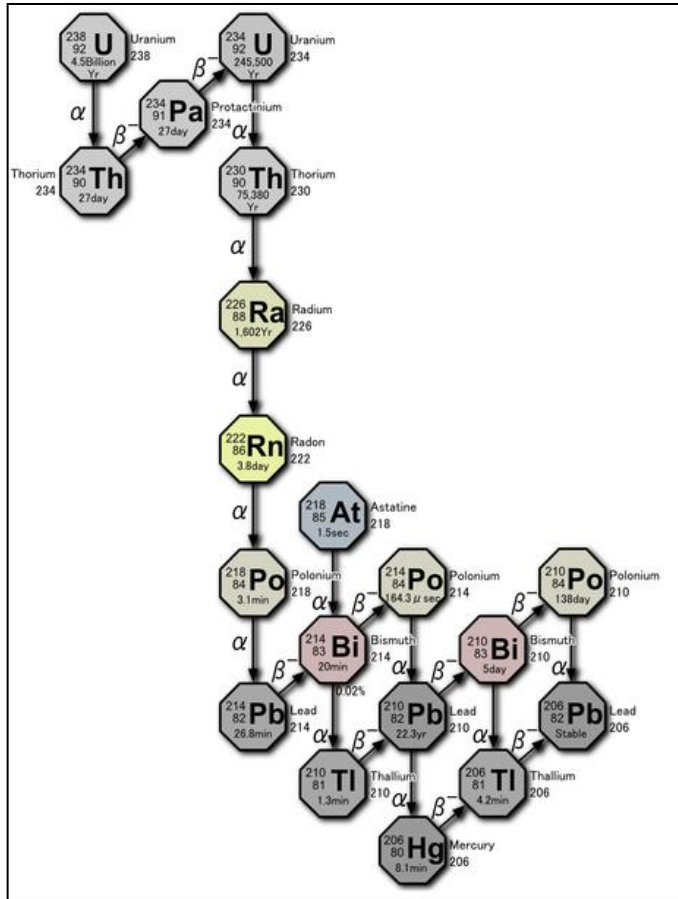 238
92
U
4.5Billion
Yr
Uranium
238
234
92
U
245,500
Yr
Uranium
234
β⁻
α
234
91
Pa
27day
Protactinium
234
β⁻
α
Thorium
234
234
90
Th
27day
230
90
Th
75,380
Yr
Thorium
230
α
226
88
Ra
1,602Yr
Radium
226
α
222
86
Rn
3.8day
Radon
222
α
218
85
At
1.5sec
Astatine
218
218
84
Po
3.1min
Polonium
218
α
β⁻
214
84
Po
164.3 μ sec
Polonium
214
β⁻
210
84
Po
138day
Polonium
210
α
β⁻
214
83
Bi
20min
Bismuth
214
α
β⁻
210
83
Bi
5day
Bismuth
210
α
214
82
Pb
26.8min
Lead
214
0.02%
α
β⁻
210
82
Pb
22.3yr
Lead
210
α
β⁻
206
82
Pb
Stable
Lead
206
210
81
Tl
1.3min
Thallium
210
α
β⁻
206
81
Tl
4.2min
Thallium
206
206
80
Hg
8.1min
Mercury
206